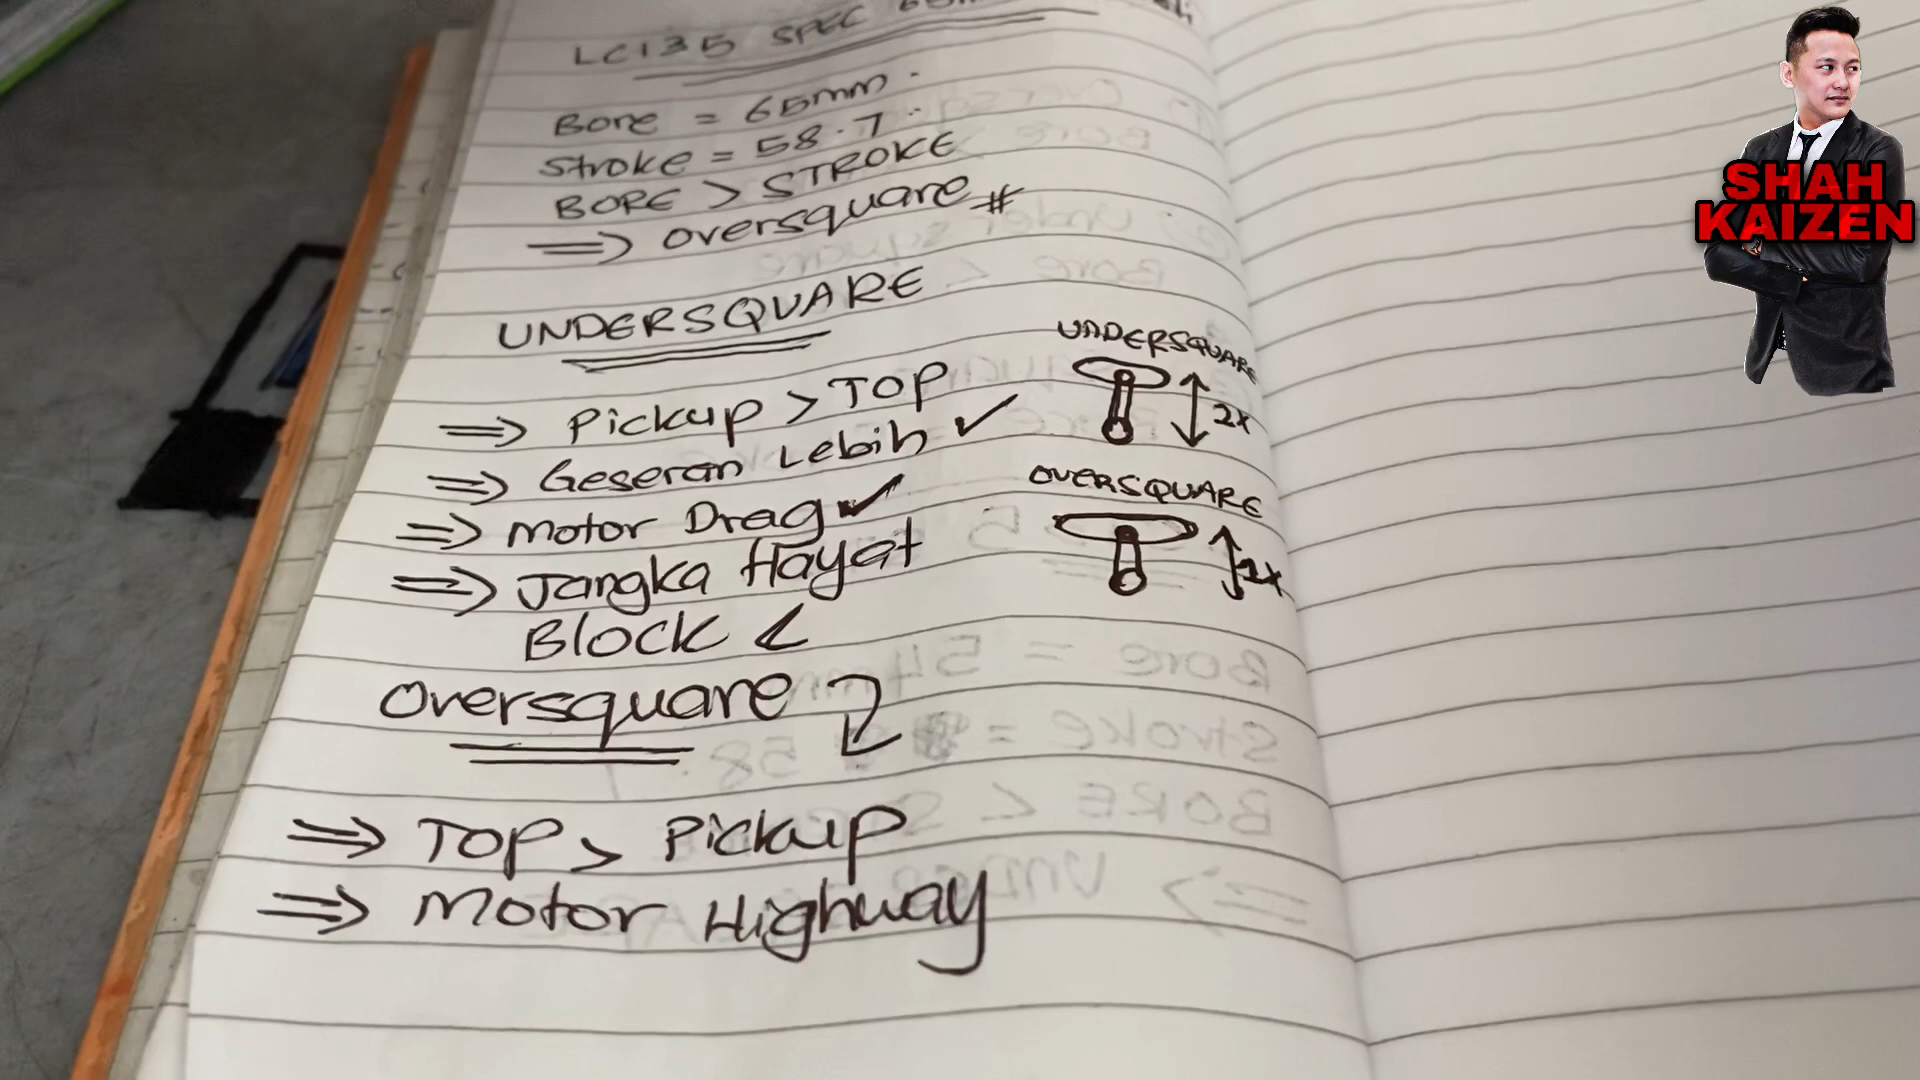 LC135 SPEC 65mm
Bore = 65mm.
Stroke = 58.7.
BORE > STROKE
=> Oversquare #
UNDERSQUARE
=> Pickup > TOP
=> Geseran Lebih ✓
=> Motor Drag ✓
=> Jangka Hayat
Block <
Oversquare
=> TOP > Pickup
=> Motor Highway
UNDERSQUARE
2x
OVERSQUARE
1x
SHAH
KAIZEN